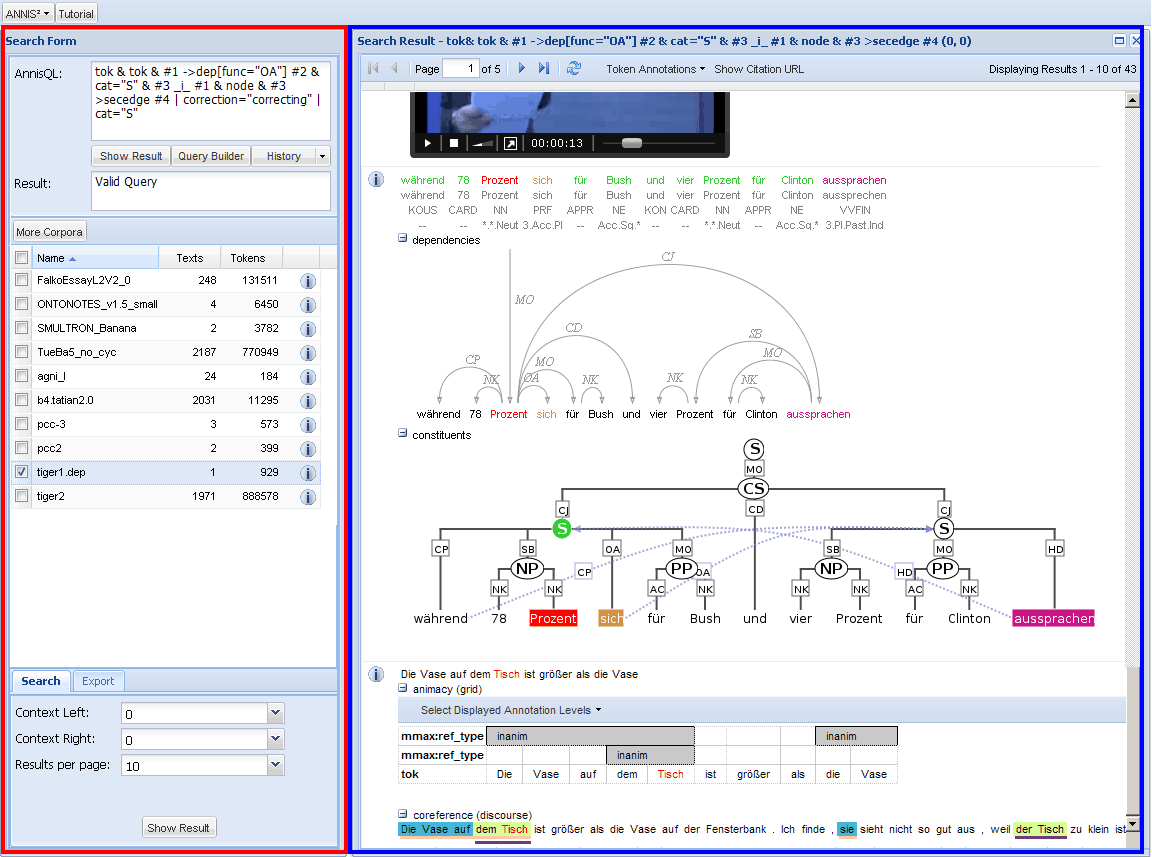 ANNIS² Tutorial
Search Form
AnnisQL:
tok & tok & #1 ->dep[func="OA"] #2 &
cat="S" & #3 _i_ #1 & node & #3
>secedge #4 | correction="correcting" |
cat="S"
Show Result Query Builder History
Result:
Valid Query
More Corpora
Name Texts Tokens
FalkoEssayL2V2_0 248 131511
ONTONOTES_v1.5_small 4 6450
SMULTRON_Banana 2 3782
TueBa5_no_cyc 2187 770949
agni_I 24 184
b4.tatian2.0 2031 11295
pcc-3 3 573
pcc2 2 399
tiger1.dep 1 929
tiger2 1971 888578
Search Export
Context Left: 0
Context Right: 0
Results per page: 10
Show Result
Search Result - tok& tok & #1 ->dep[func="OA"] #2 & cat="S" & #3 _i_ #1 & node & #3 >secedge #4 (0, 0)
Page 1 of 5 Token Annotations Show Citation URL Displaying Results 1 - 10 of 43
00:00:13
während 78 Prozent sich für Bush und vier Prozent für Clinton aussprachen
während 78 Prozent sich für Bush und vier Prozent für Clinton aussprechen
KOUS CARD NN PRF APPR NE KON CARD NN APPR NE VVFIN
-- -- *.*.Neut 3.Acc.Pl -- Acc.Sg.* -- -- *.*.Neut -- Acc.Sg.* 3.Pl.Past.Ind
dependencies
CJ
MO
CD
SB
CP MO MO
NK OA NK NK NK
während 78 Prozent sich für Bush und vier Prozent für Clinton aussprachen
constituents
S
MO
CS
CJ CD CJ
S S
CP SB OA MO SB MO HD
NP CP PP OA NP HD PP
NK NK AC NK NK NK AC NK
während 78 Prozent sich für Bush und vier Prozent für Clinton aussprachen
Die Vase auf dem Tisch ist größer als die Vase
animacy (grid)
Select Displayed Annotation Levels
mmax:ref_type inanim inanim
mmax:ref_type inanim
tok Die Vase auf dem Tisch ist größer als die Vase
coreference (discourse)
Die Vase auf dem Tisch ist größer als die Vase auf der Fensterbank . Ich finde , sie sieht nicht so gut aus , weil der Tisch zu klein ist